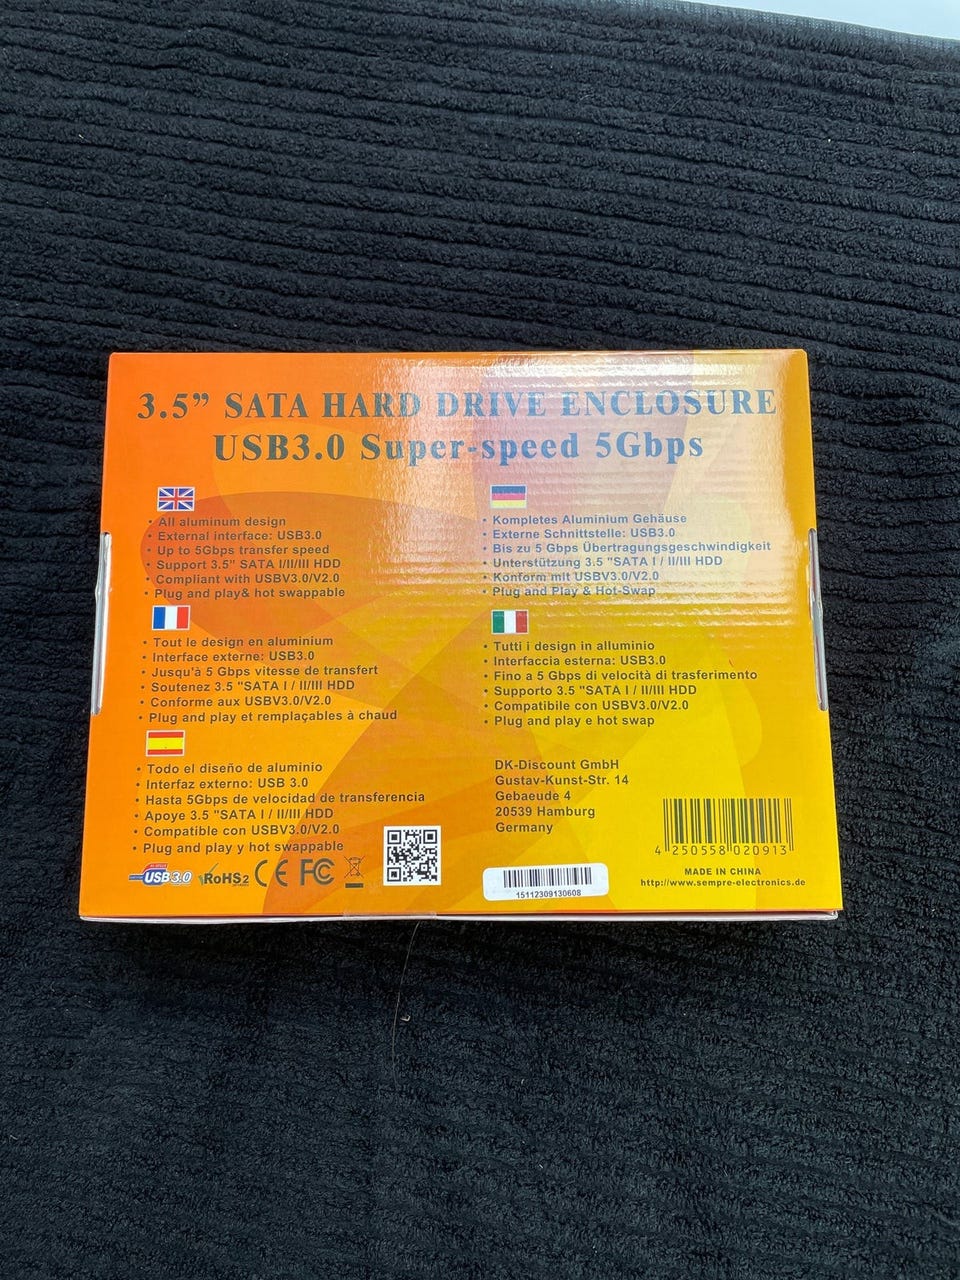 3.5” SATA HARD DRIVE ENCLOSURE
USB3.0 Super-speed 5Gbps
• All aluminum design
• External interface: USB3.0
• Up to 5Gbps transfer speed
• Support 3.5" SATA I/II/III HDD
• Compliant with USBV3.0/V2.0
• Plug and play& hot swappable
• Kompletes Aluminium Gehäuse
• Externe Schnittstelle: USB3.0
• Bis zu 5 Gbps Übertragungsgeschwindigkeit
• Unterstützung 3.5 "SATA I / II/III HDD
• Konform mit USBV3.0/V2.0
• Plug and Play & Hot-Swap
• Tout le design en aluminium
• Interface externe: USB3.0
• Jusqu'à 5 Gbps vitesse de transfert
• Soutenez 3.5 "SATA I / II/III HDD
• Conforme aux USBV3.0/V2.0
• Plug and play et remplaçables à chaud
• Tutti i design in alluminio
• Interfaccia esterna: USB3.0
• Fino a 5 Gbps di velocità di trasferimento
• Supporto 3.5 "SATA I / II/III HDD
• Compatibile con USBV3.0/V2.0
• Plug and play e hot swap
• Todo el diseño de aluminio
• Interfaz externo: USB 3.0
• Hasta 5Gbps de velocidad de transferencia
• Apoye 3.5 "SATA I / II/III HDD
• Compatible con USBV3.0/V2.0
• Plug and play y hot swappable
DK-Discount GmbH
Gustav-Kunst-Str. 14
Gebaeude 4
20539 Hamburg
Germany
USB3.0
RoHS2
CE FC
15112309130608
4 250558 020913
MADE IN CHINA
http://www.sempre-electronics.de